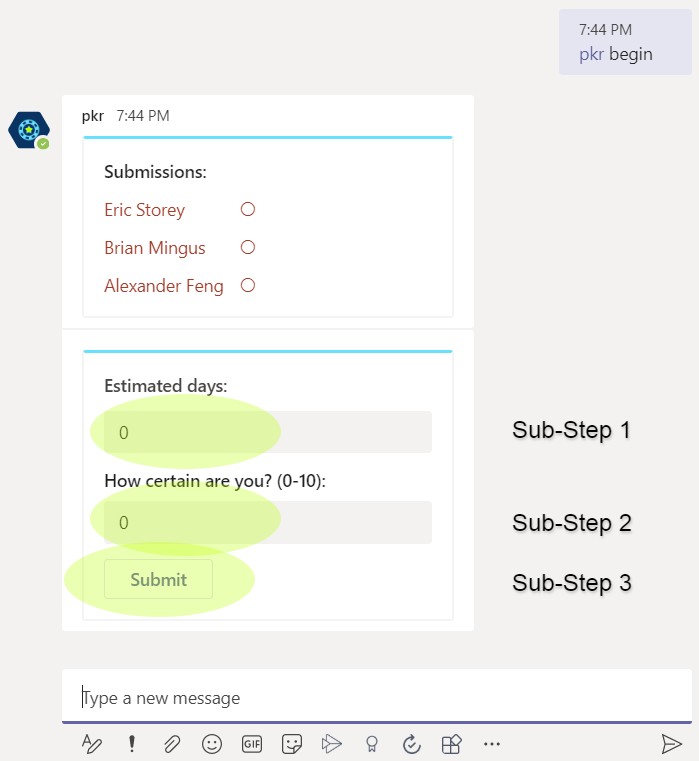 7:44 PM
pkr begin
pkr 7:44 PM
Submissions:
Eric Storey
Brian Mingus
Alexander Feng
Estimated days:
0
Sub-Step 1
How certain are you? (0-10):
0
Sub-Step 2
Submit
Sub-Step 3
Type a new message
GIF